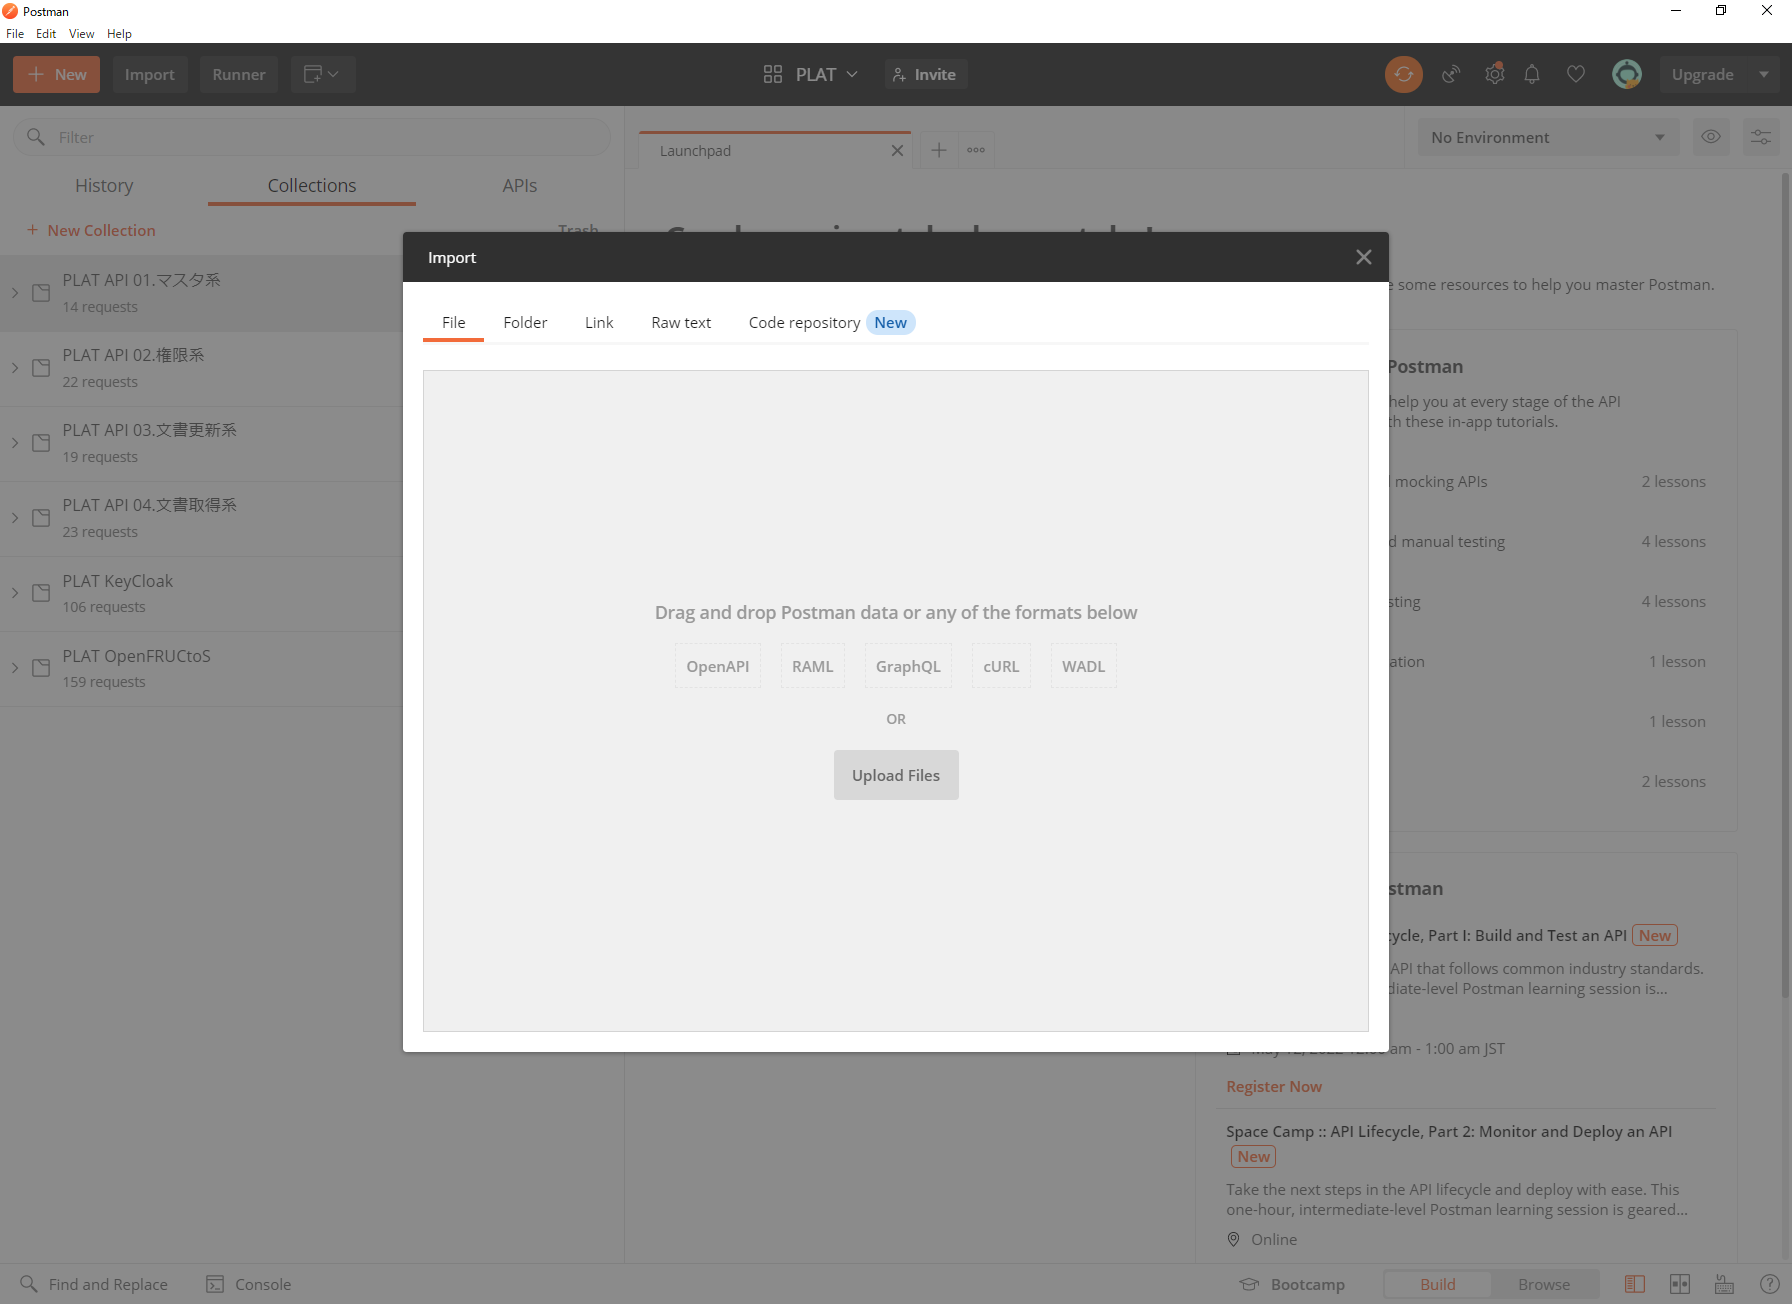 Postman
File Edit View Help
New Import Runner PLAT Invite Upgrade
Filter
Launchpad
No Environment
History Collections APIs
New Collection
Trash
PLAT API 01.マスタ系
14 requests
PLAT API 02.権限系
22 requests
PLAT API 03.文書更新系
19 requests
PLAT API 04.文書取得系
23 requests
PLAT KeyCloak
106 requests
PLAT OpenFRUCtoS
159 requests
Import
File Folder Link Raw text Code repository New
Drag and drop Postman data or any of the formats below
OpenAPI RAML GraphQL cURL WADL
OR
Upload Files
some resources to help you master Postman.
Postman
help you at every stage of the API
these in-app tutorials.
mocking APIs 2 lessons
manual testing 4 lessons
sting 4 lessons
ation 1 lesson
1 lesson
2 lessons
stman
cycle, Part I: Build and Test an API New
API that follows common industry standards.
diate-level Postman learning session is...
am - 1:00 am JST
Register Now
Space Camp :: API Lifecycle, Part 2: Monitor and Deploy an API
New
Take the next steps in the API lifecycle and deploy with ease. This
one-hour, intermediate-level Postman learning session is geared...
Online
Find and Replace Console Bootcamp Build Browse